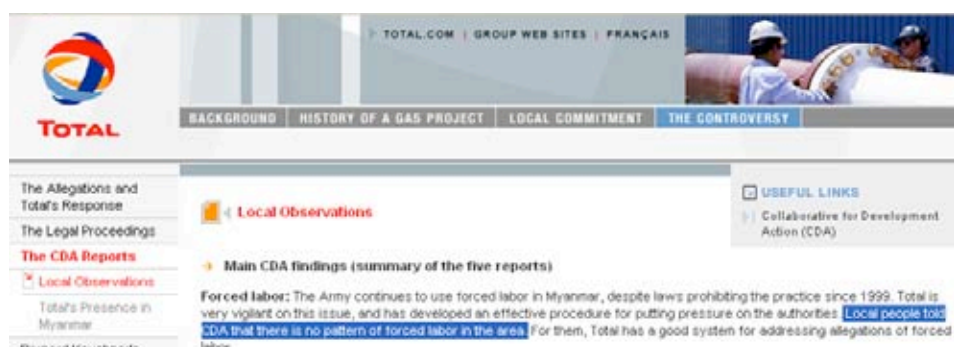 TOTAL.COM | GROUP WEB SITES | FRANÇAIS
TOTAL
BACKGROUND | HISTORY OF A GAS PROJECT | LOCAL COMMITMENT | THE CONTROVERSY
The Allegations and
Total's Response
The Legal Proceedings
The CDA Reports
Local Observations
Total's Presence in
Myanmar
Local Observations
Main CDA findings (summary of the five reports)
Forced labor: The Army continues to use forced labor in Myanmar, despite laws prohibiting the practice since 1999. Total is
very vigilant on this issue, and has developed an effective procedure for putting pressure on the authorities. Local people told
CDA that there is no pattern of forced labor in the area. For them, Total has a good system for addressing allegations of forced
labor.
USEFUL LINKS
Collaborative for Development
Action (CDA)